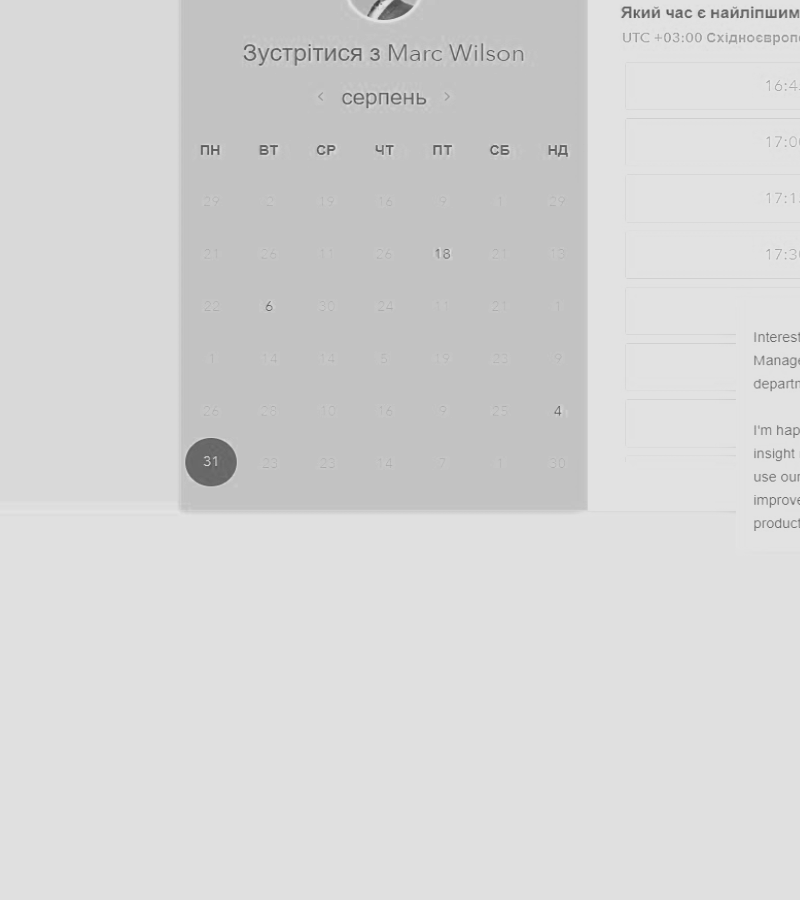 Зустрітися з Marc Wilson
< серпень >
ПН ВТ СР ЧТ ПТ СБ НД
29 2 19 16 9 1 29
21 26 11 26 18 21
22 6 30 24 11 21 1
1 14 14 5 19 23 9
26 28 10 16 9 25 4
31 23 23 14 7 1 30
Який час є найліпшим
UTC +03:00
16:4
17:0
17:1
17:3
Interest
Manage
departm
I'm hap
insight
use our
improve
product